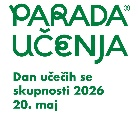 PARADA®
UČENJA
Dan učečih se
skupnosti 2026
20. maj